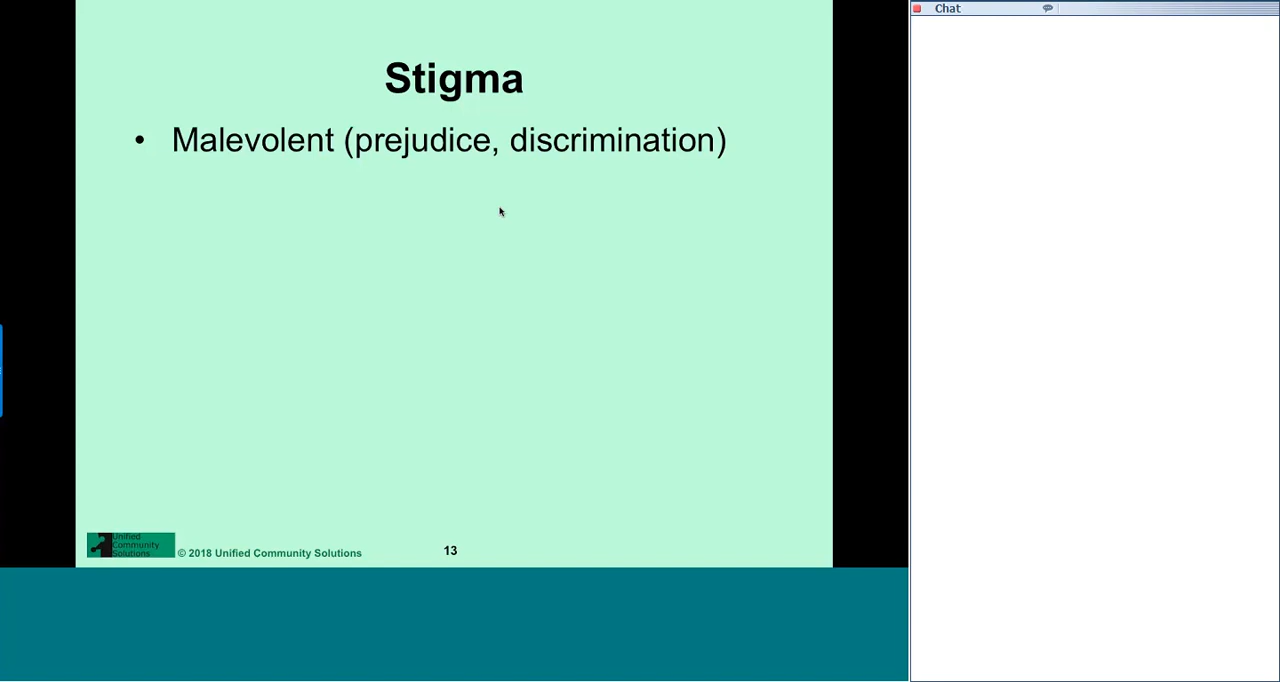 Chat
Stigma
• Malevolent (prejudice, discrimination)
Unified
Community
Solutions
© 2018 Unified Community Solutions
13